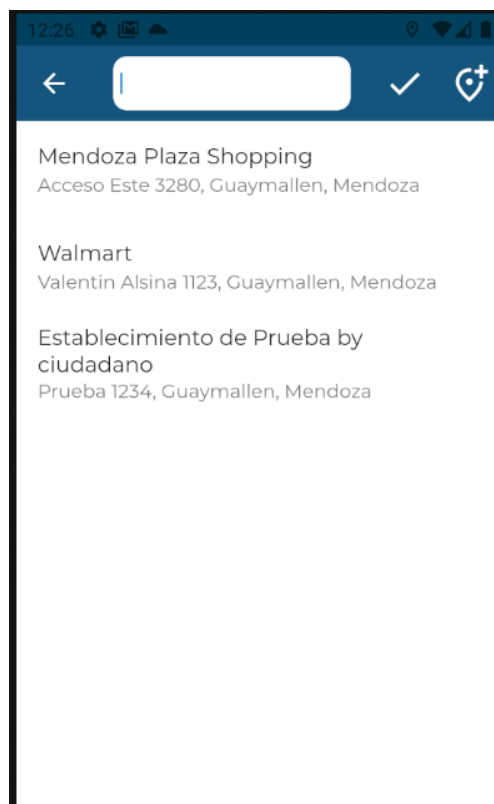 12:26
Mendoza Plaza Shopping
Acceso Este 3280, Guaymallen, Mendoza
Walmart
Valentin Alsina 1123, Guaymallen, Mendoza
Establecimiento de Prueba by
ciudadano
Prueba 1234, Guaymallen, Mendoza